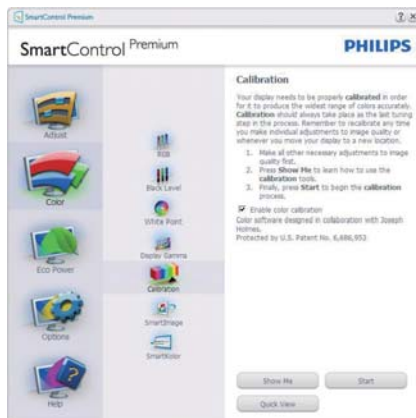 SmartControl Premium
SmartControl Premium
PHILIPS
Adjust
Color
Eco Power
Options
Help
RGB
Black Level
White Point
Display Gamma
Calibration
SmartImage
SmartKolor
Calibration
Your display needs to be properly calibrated in order
for it to produce the widest range of colors accurately.
Calibration should always take place as the last tuning
step in the process. Remember to recalibrate any time
you make individual adjustments to image quality or
whenever you move your display to a new location.
1. Make all other necessary adjustments to image
quality first.
2. Press Show Me to learn how to use the
calibration tools.
3. Finally, press Start to begin the calibration
process.
Enable color calibration
Color software designed in collaboration with Joseph
Holmes.
Protected by U.S. Patent No. 6,686,953
Show Me
Start
Quick View